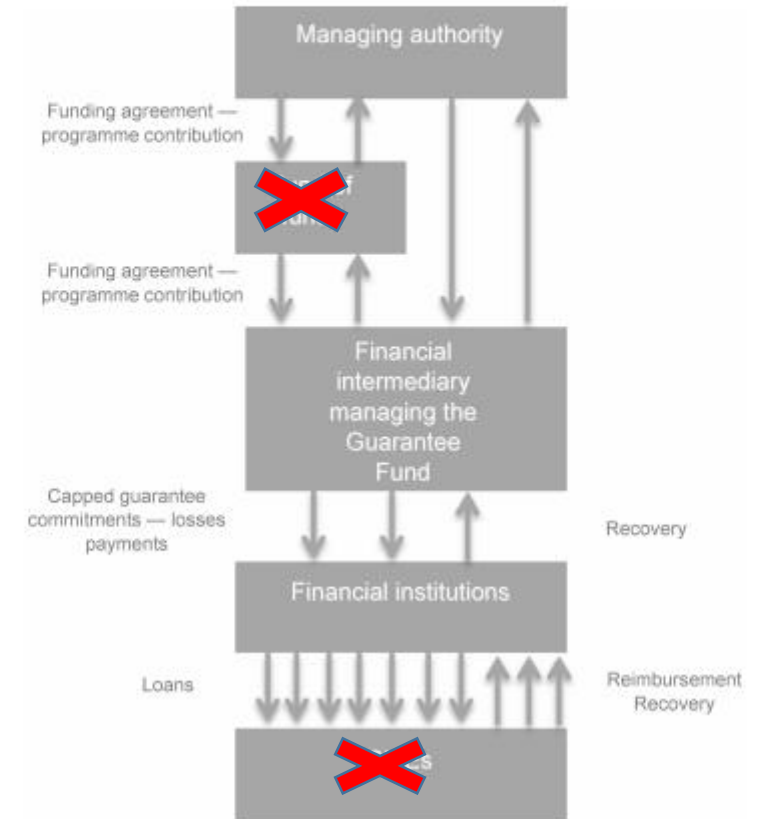 Managing authority
Funding agreement —
programme contribution
Funding agreement —
programme contribution
Financial
intermediary
managing the
Guarantee
Fund
Capped guarantee
commitments — losses
payments
Recovery
Financial institutions
Loans
Reimbursement
Recovery